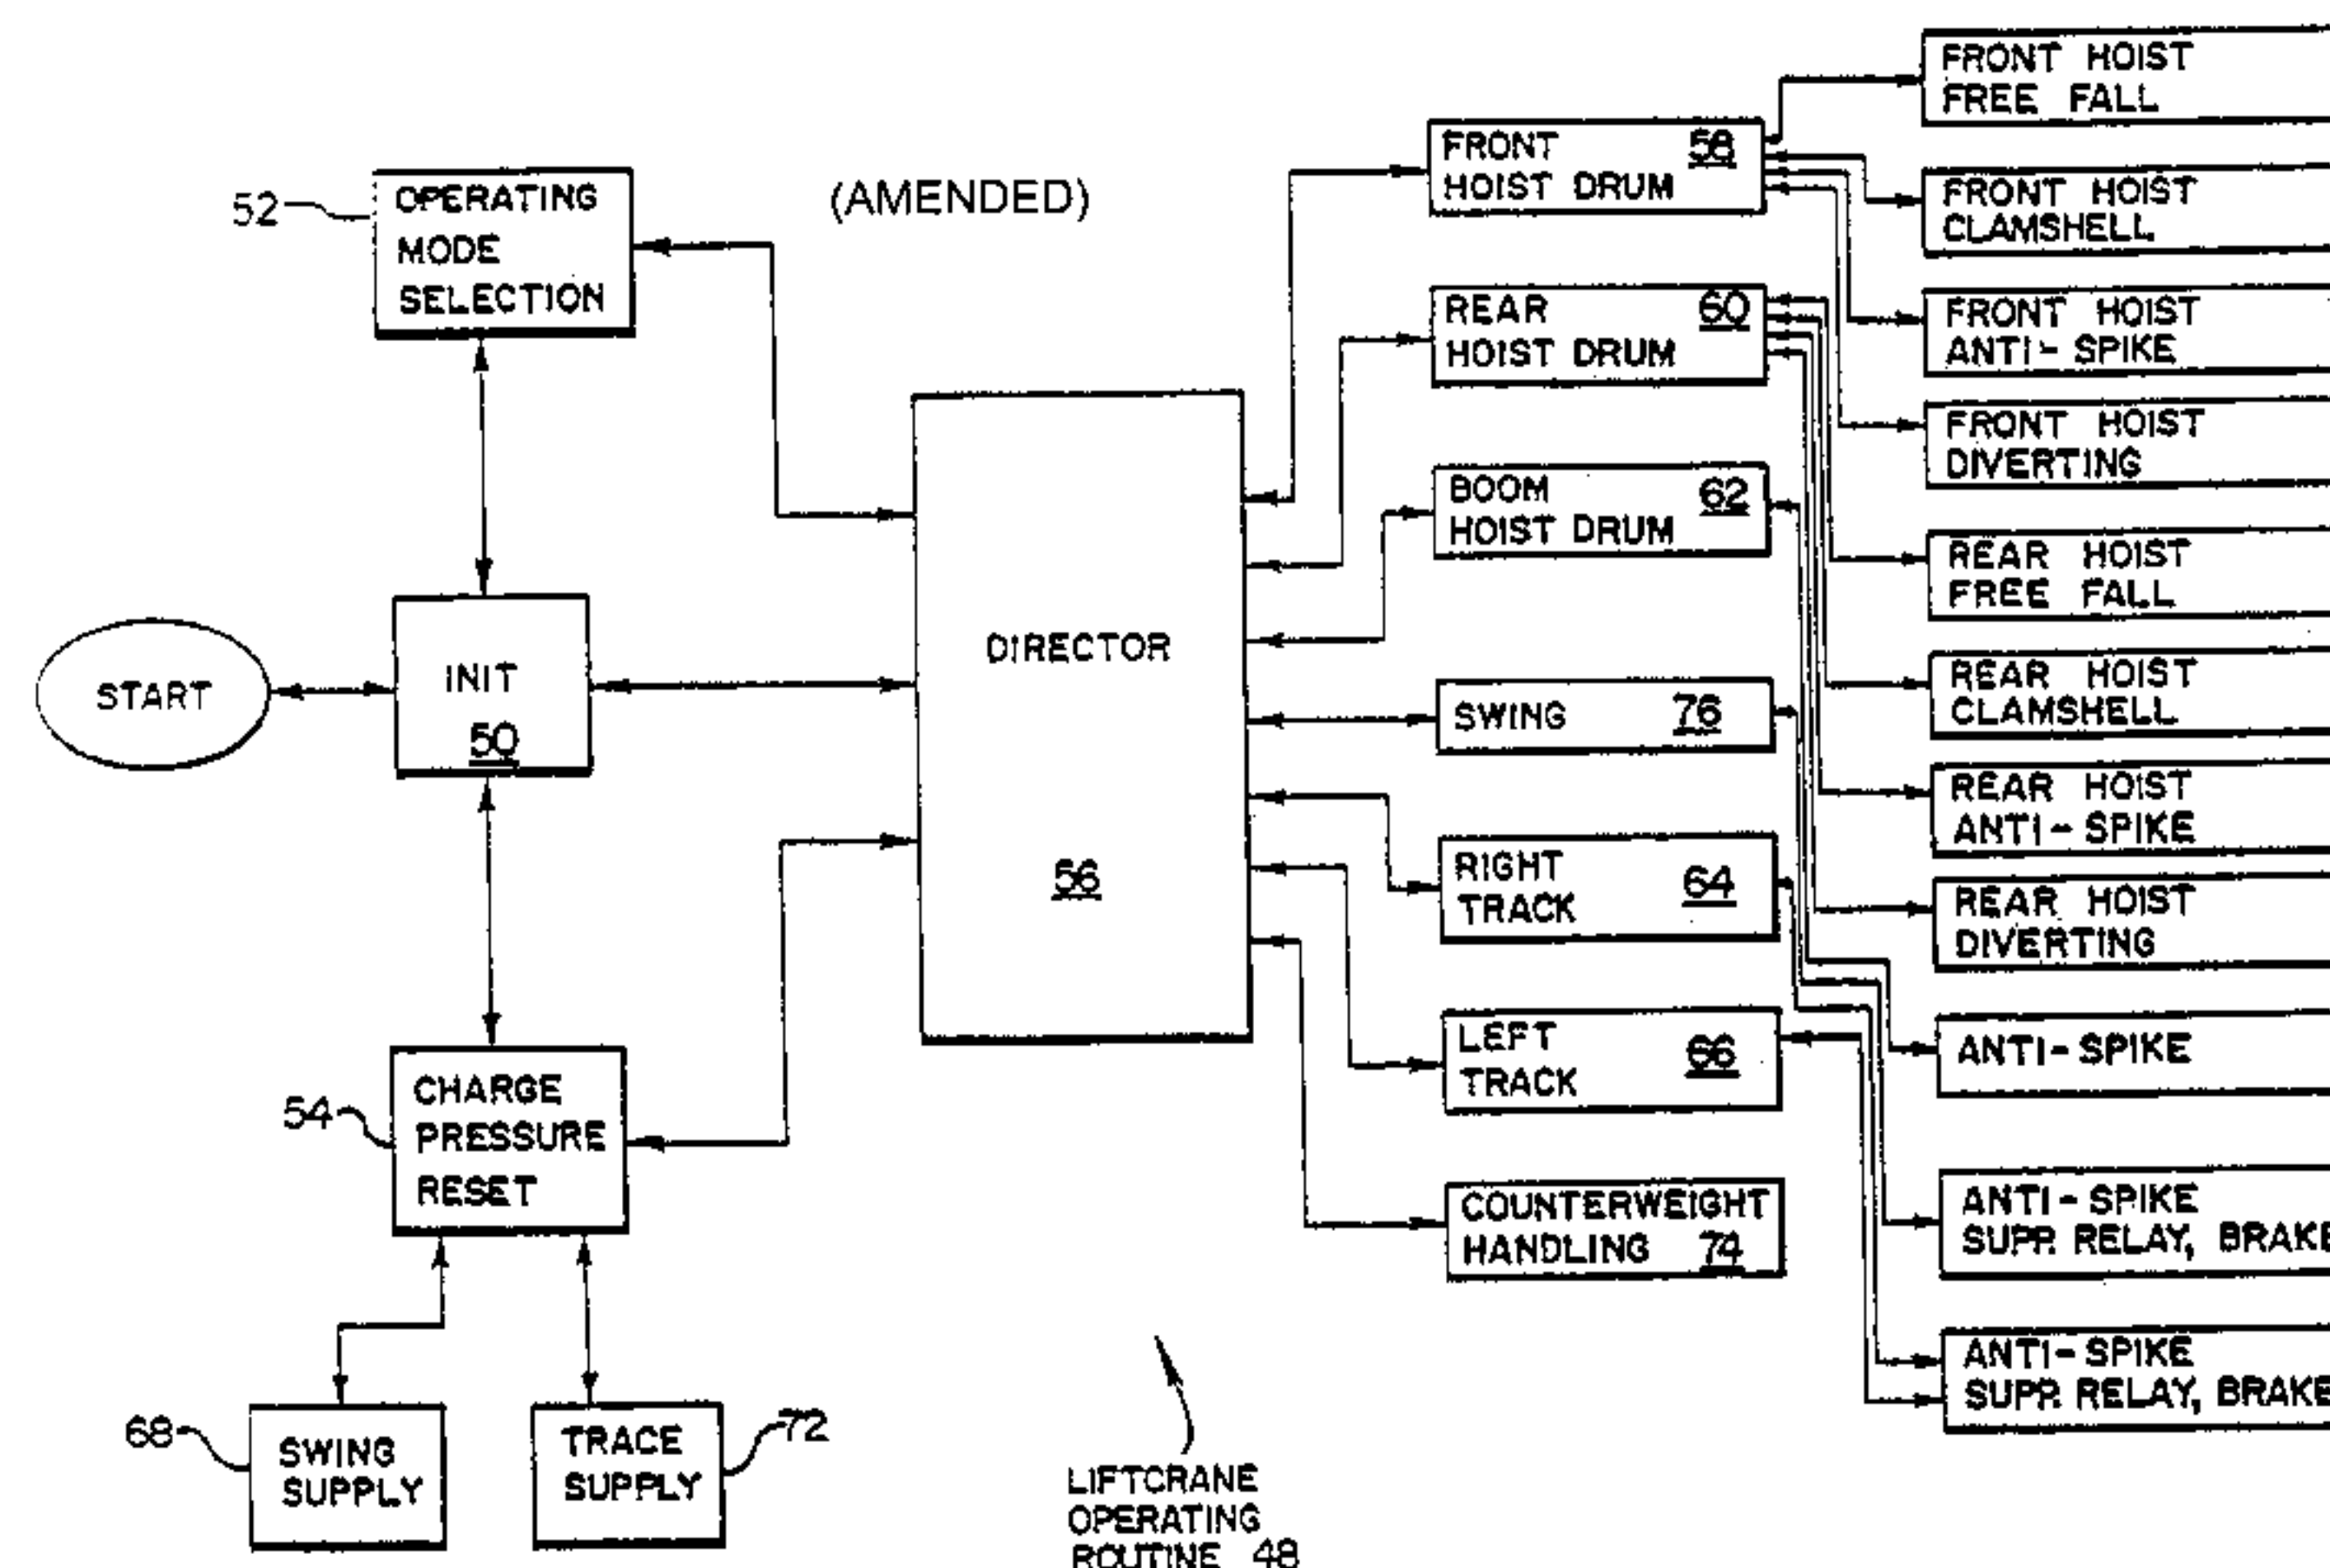 (AMENDED)
52
OPERATING
MODE
SELECTION
START
INIT
50
54
CHARGE
PRESSURE
RESET
68
SWING
SUPPLY
TRACE
SUPPLY
72
DIRECTOR
56
FRONT 58
HOIST DRUM
REAR 60
HOIST DRUM
BOOM 62
HOIST DRUM
SWING 76
RIGHT 64
TRACK
LEFT 66
TRACK
COUNTERWEIGHT
HANDLING 74
LIFTCRANE
OPERATING
ROUTINE 48
FRONT HOIST
FREE FALL
FRONT HOIST
CLAMSHELL
FRONT HOIST
ANTI-SPIKE
FRONT HOIST
DIVERTING
REAR HOIST
FREE FALL
REAR HOIST
CLAMSHELL
REAR HOIST
ANTI-SPIKE
REAR HOIST
DIVERTING
ANTI-SPIKE
ANTI-SPIKE
SUPP. RELAY, BRAKE
ANTI-SPIKE
SUPP. RELAY, BRAKE